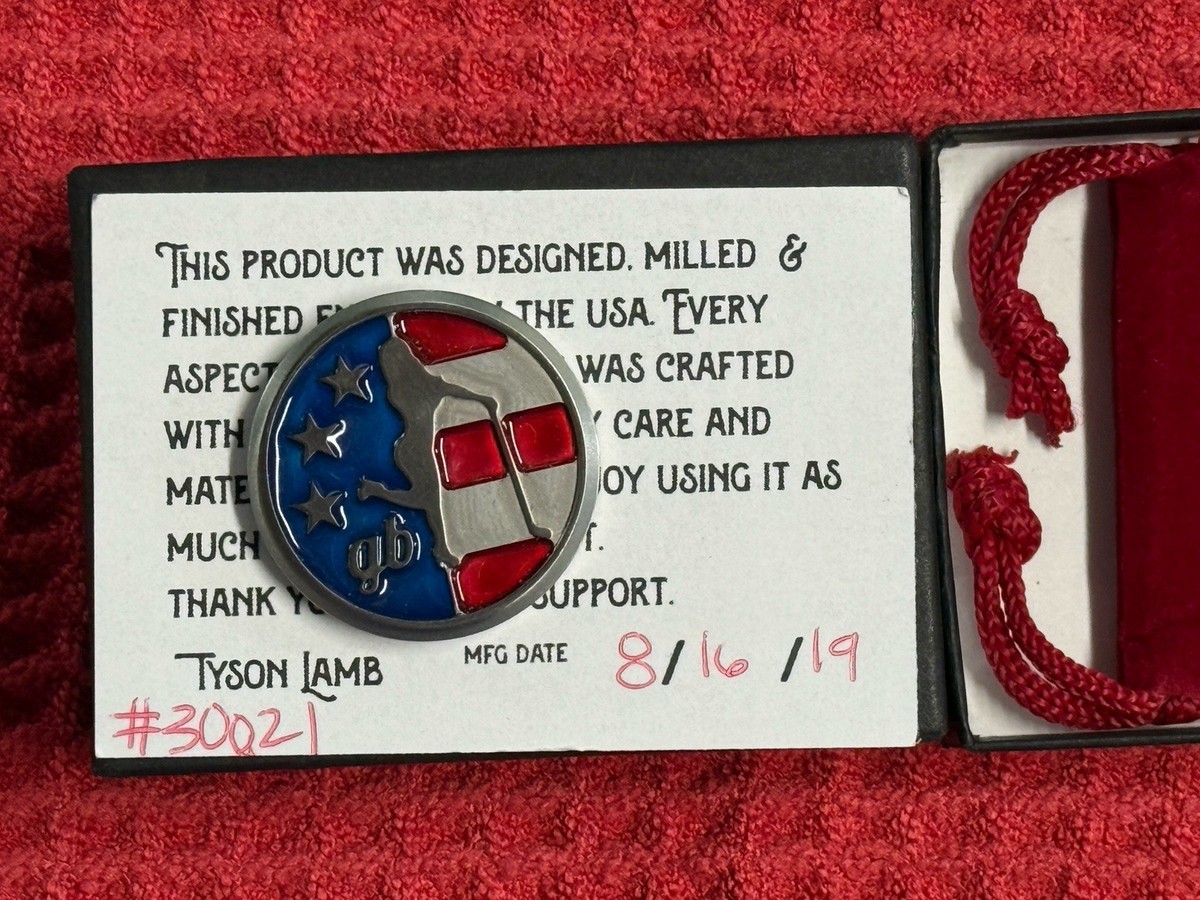 THIS PRODUCT WAS DESIGNED, MILLED &
FINISHED THE USA. EVERY
ASPECT WAS CRAFTED
WITH CARE AND
USING IT AS
MUCH
THANK SUPPORT.
TYSON LAMB MFG DATE 8/16/19
#30021
gb